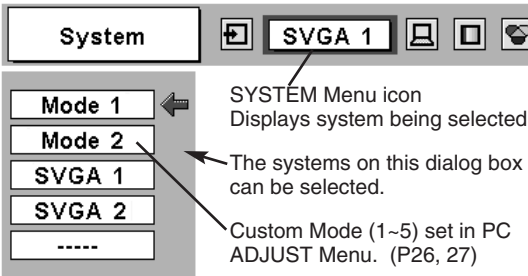 System
SVGA 1
SYSTEM Menu icon
Displays system being selected
Mode 1
Mode 2
SVGA 1
SVGA 2
-----
The systems on this dialog box
can be selected.
Custom Mode (1~5) set in PC
ADJUST Menu. (P26, 27)